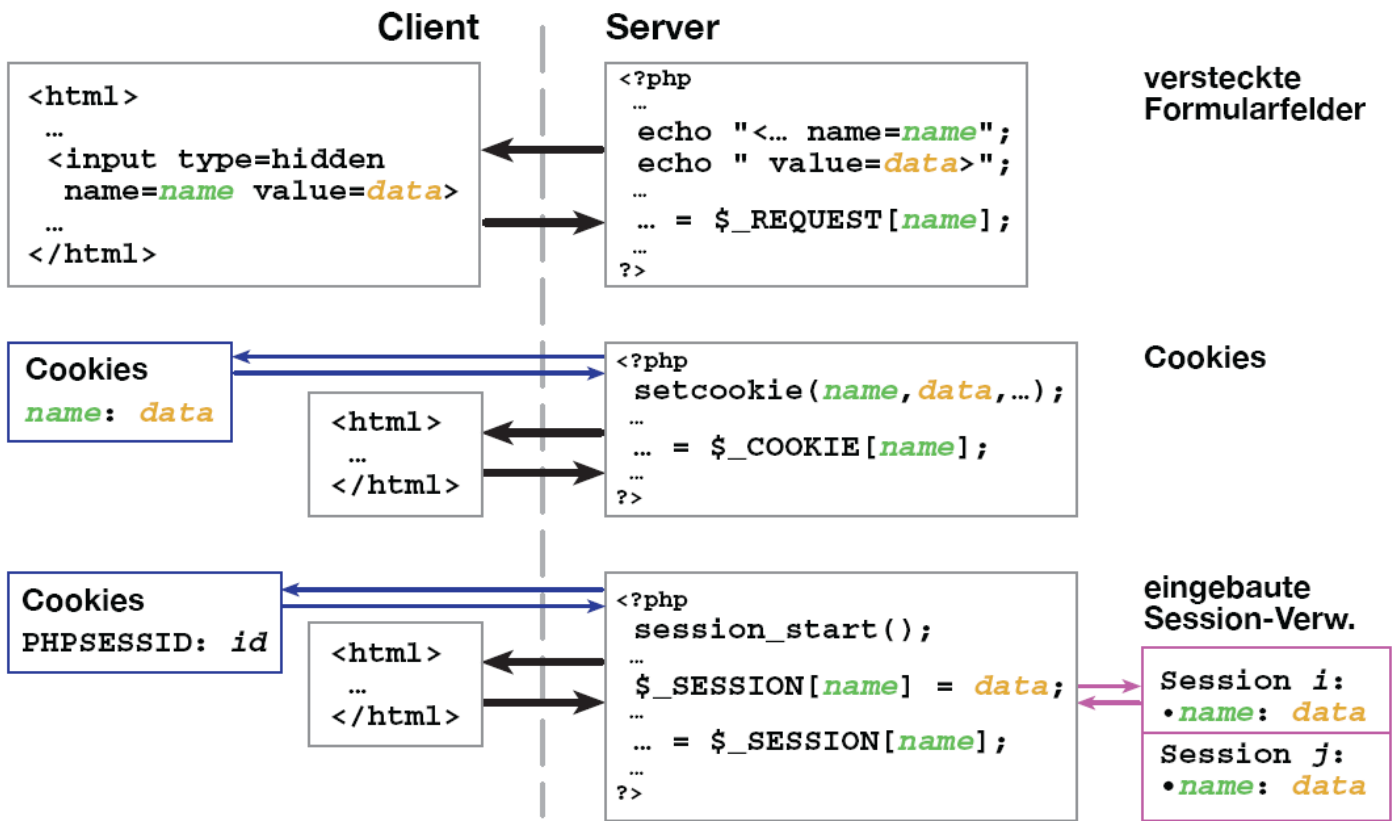 Client
Server
<html>
…
<input type=hidden
name=name value=data>
…
</html>
<?php
…
echo "<… name=name";
echo " value=data>";
…
… = $_REQUEST[name];
…
?>
versteckte
Formularfelder
Cookies
name: data
<html>
…
</html>
<?php
setcookie(name,data,…);
…
… = $_COOKIE[name];
…
?>
Cookies
Cookies
PHPSESSID: id
<html>
…
</html>
<?php
session_start();
…
$_SESSION[name] = data;
…
… = $_SESSION[name];
…
?>
eingebaute
Session-Verw.
Session i:
•name: data
Session j:
•name: data